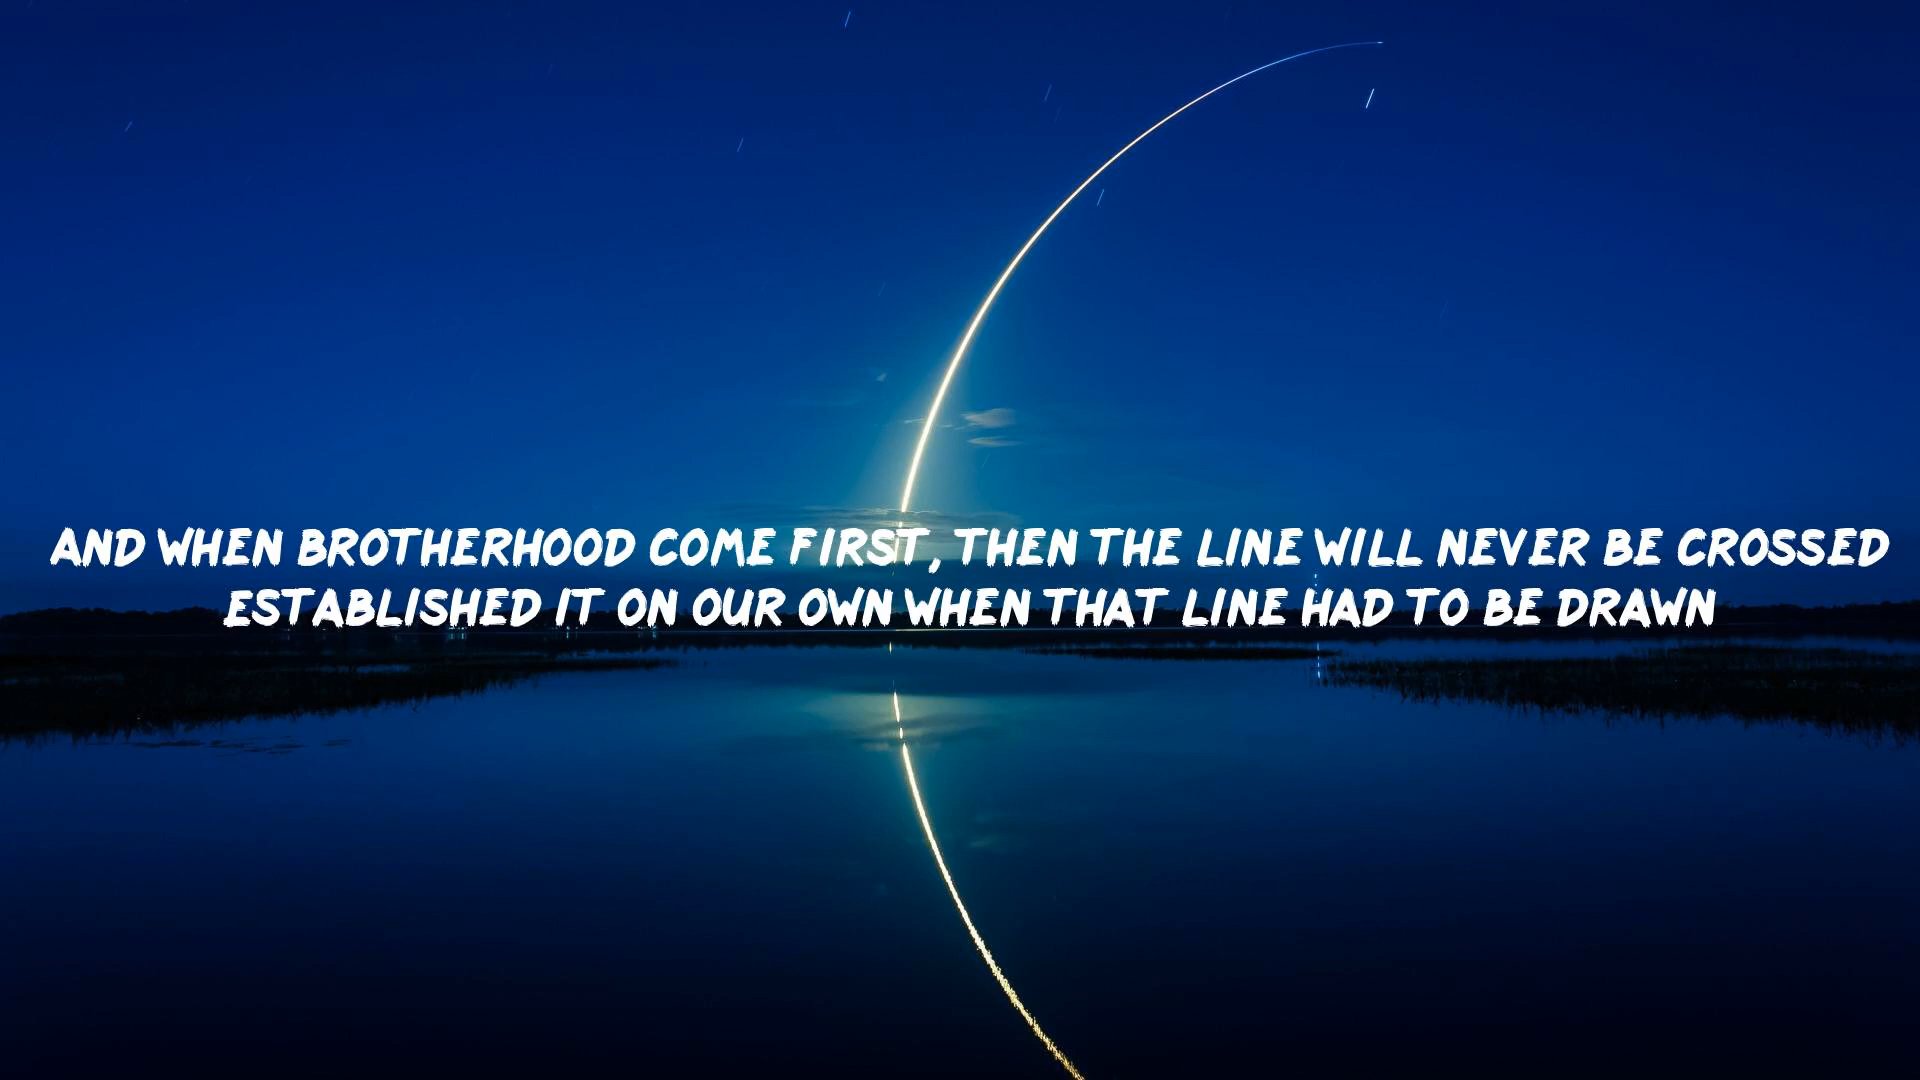 AND WHEN BROTHERHOOD COME FIRST, THEN THE LINE WILL NEVER BE CROSSED
ESTABLISHED IT ON OUR OWN WHEN THAT LINE HAD TO BE DRAWN